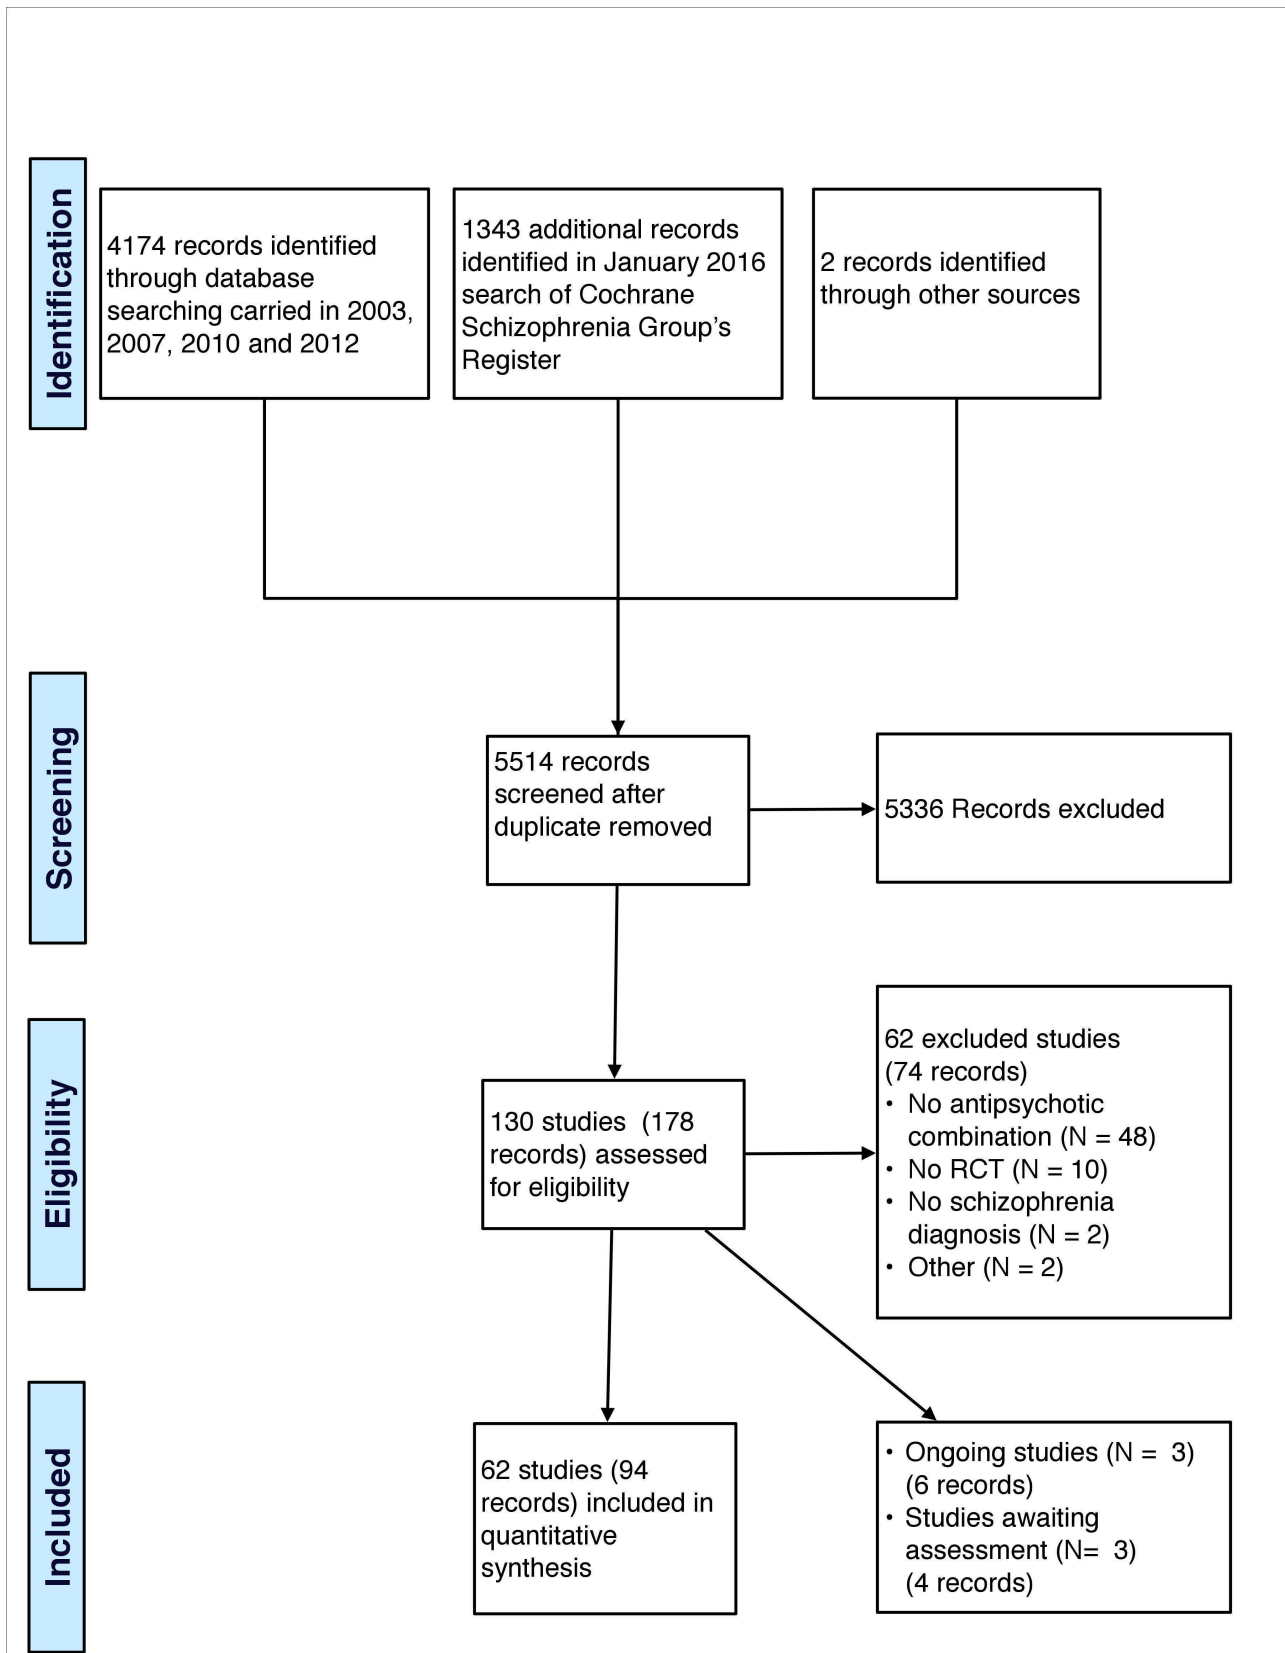 Identification
4174 records identified
through database
searching carried in 2003,
2007, 2010 and 2012
1343 additional records
identified in January 2016
search of Cochrane
Schizophrenia Group’s
Register
2 records identified
through other sources
Screening
5514 records
screened after
duplicate removed
5336 Records excluded
Eligibility
130 studies (178
records) assessed
for eligibility
62 excluded studies
(74 records)
• No antipsychotic
combination (N = 48)
• No RCT (N = 10)
• No schizophrenia
diagnosis (N = 2)
• Other (N = 2)
Included
62 studies (94
records) included in
quantitative
synthesis
• Ongoing studies (N = 3)
(6 records)
• Studies awaiting
assessment (N= 3)
(4 records)